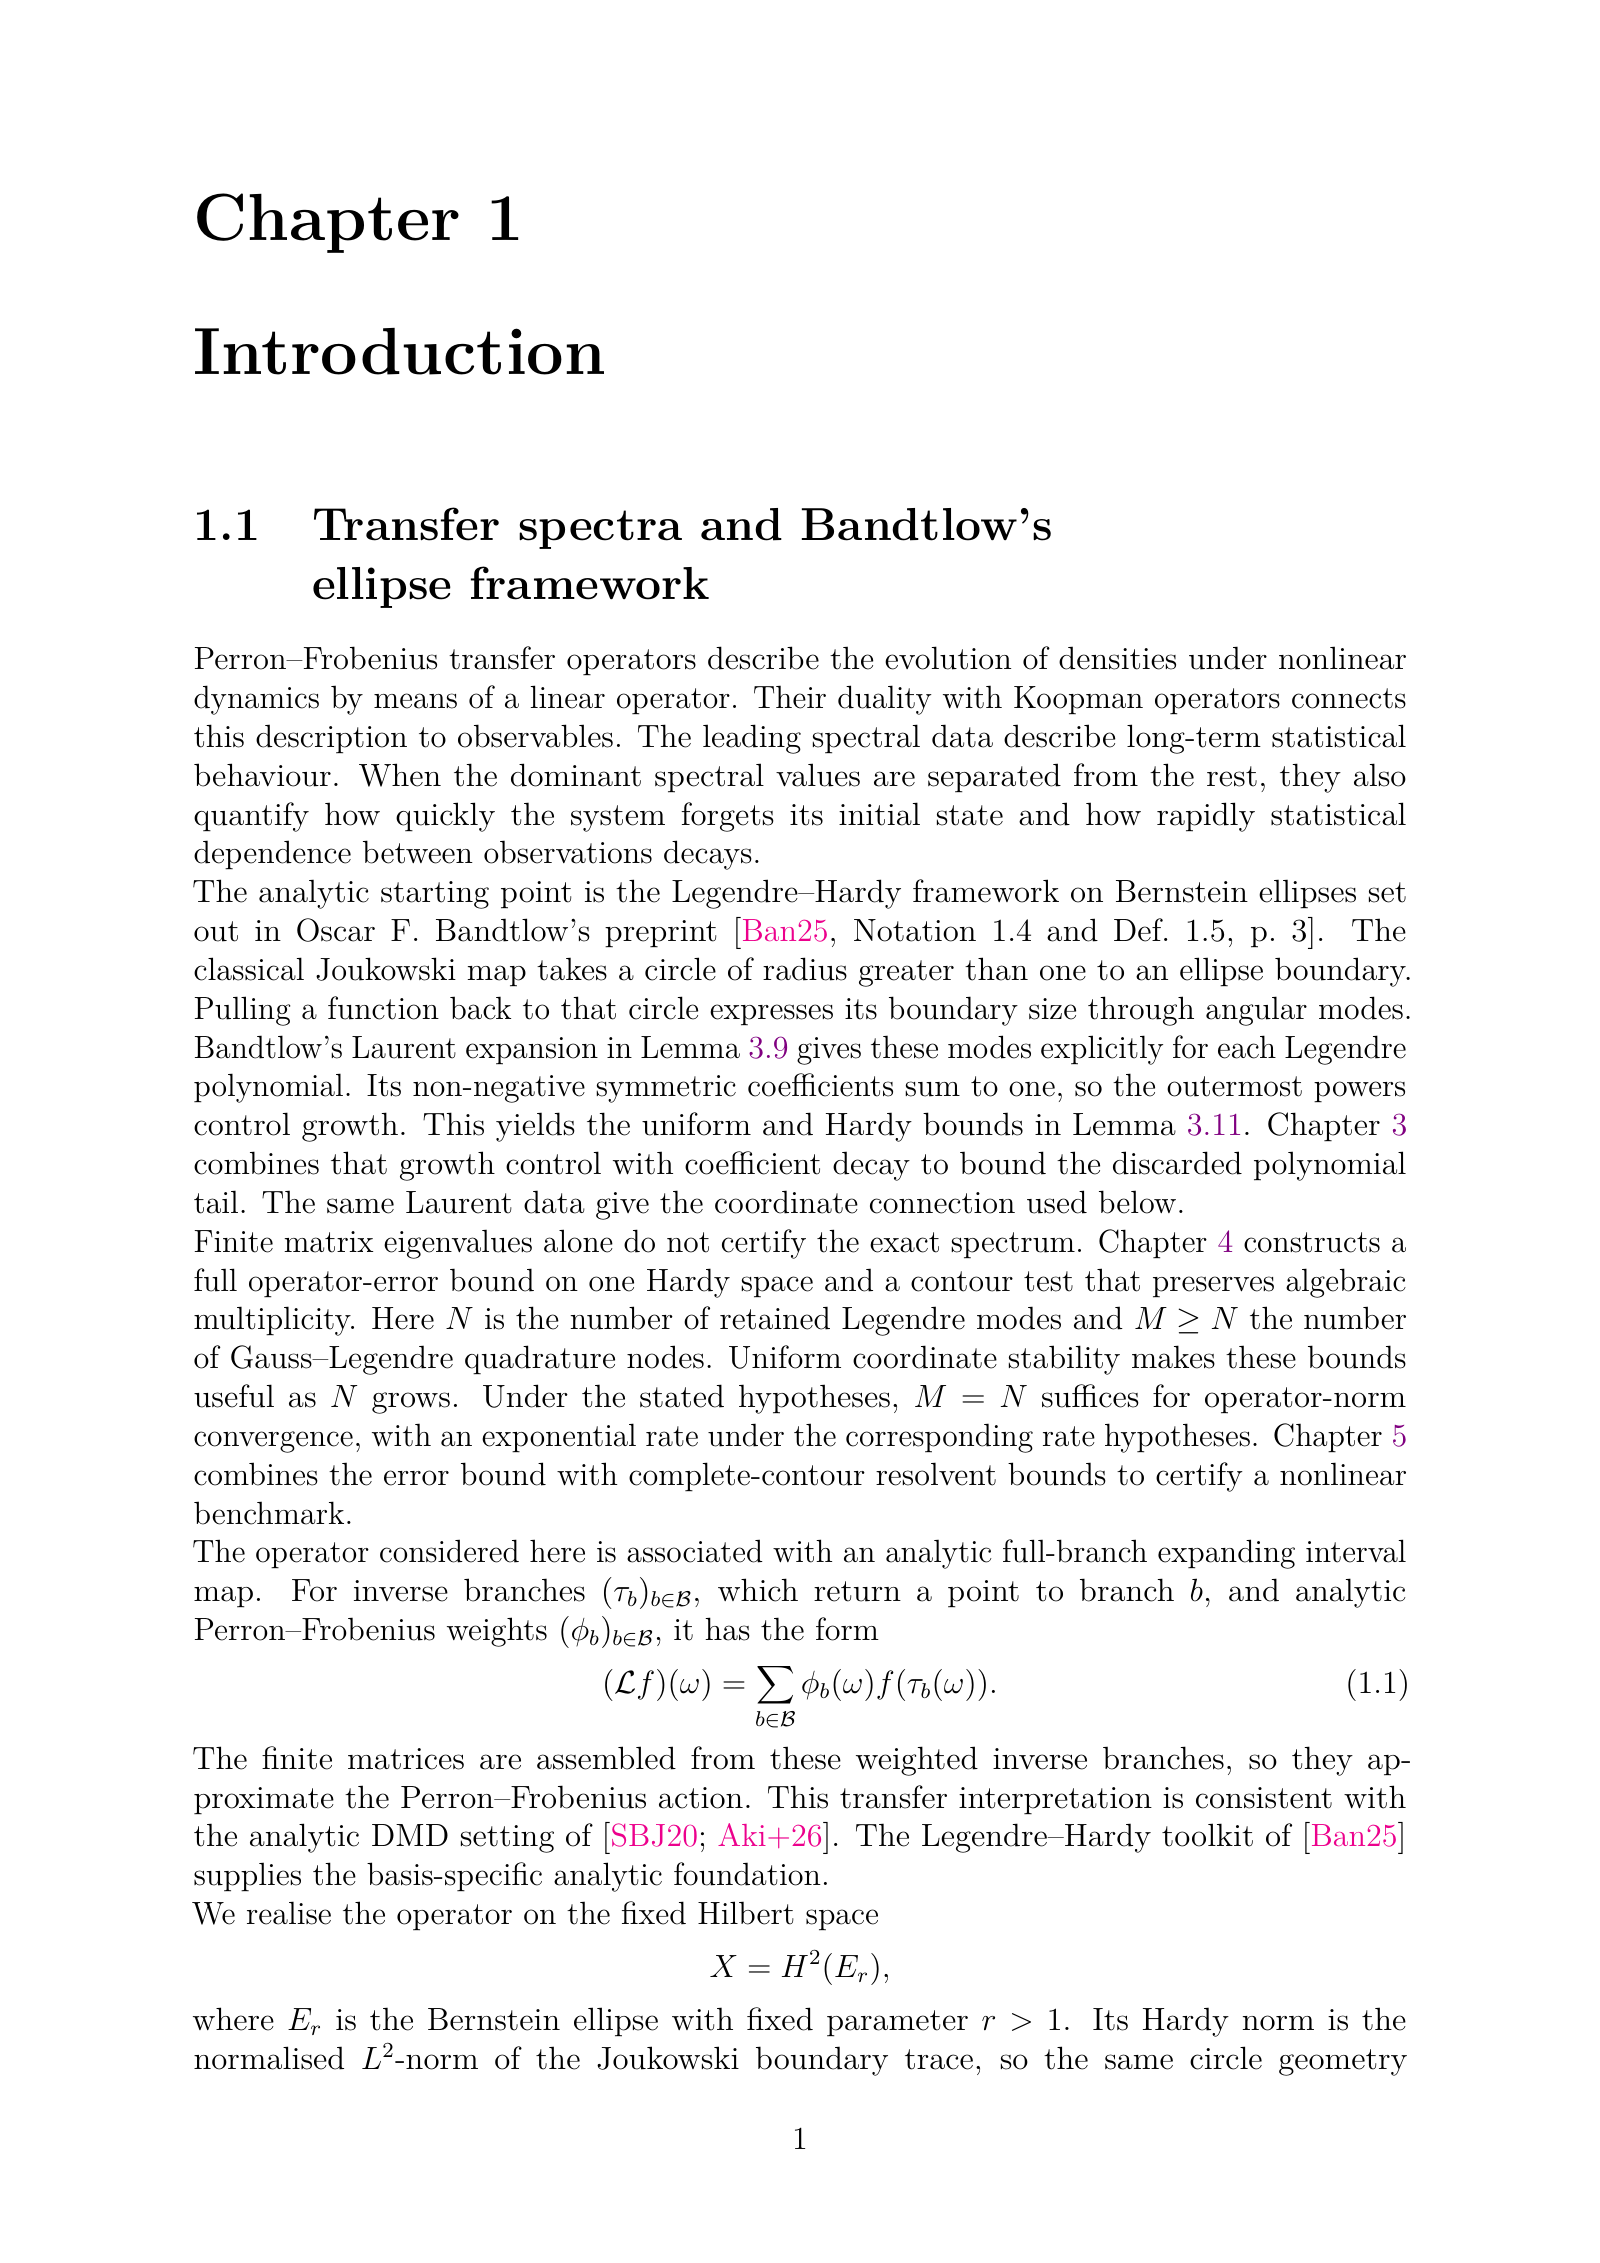 Chapter 1
Introduction
1.1 Transfer spectra and Bandtlow's
ellipse framework
Perron–Frobenius transfer operators describe the evolution of densities under nonlinear
dynamics by means of a linear operator. Their duality with Koopman operators connects
this description to observables. The leading spectral data describe long-term statistical
behaviour. When the dominant spectral values are separated from the rest, they also
quantify how quickly the system forgets its initial state and how rapidly statistical
dependence between observations decays.
The analytic starting point is the Legendre–Hardy framework on Bernstein ellipses set
out in Oscar F. Bandtlow's preprint [Ban25, Notation 1.4 and Def. 1.5, p. 3]. The
classical Joukowski map takes a circle of radius greater than one to an ellipse boundary.
Pulling a function back to that circle expresses its boundary size through angular modes.
Bandtlow's Laurent expansion in Lemma 3.9 gives these modes explicitly for each Legendre
polynomial. Its non-negative symmetric coefficients sum to one, so the outermost powers
control growth. This yields the uniform and Hardy bounds in Lemma 3.11. Chapter 3
combines that growth control with coefficient decay to bound the discarded polynomial
tail. The same Laurent data give the coordinate connection used below.
Finite matrix eigenvalues alone do not certify the exact spectrum. Chapter 4 constructs a
full operator-error bound on one Hardy space and a contour test that preserves algebraic
multiplicity. Here N is the number of retained Legendre modes and M ≥ N the number
of Gauss–Legendre quadrature nodes. Uniform coordinate stability makes these bounds
useful as N grows. Under the stated hypotheses, M = N suffices for operator-norm
convergence, with an exponential rate under the corresponding rate hypotheses. Chapter 5
combines the error bound with complete-contour resolvent bounds to certify a nonlinear
benchmark.
The operator considered here is associated with an analytic full-branch expanding interval
map. For inverse branches (τ_b)_{b∈ℬ}, which return a point to branch b, and analytic
Perron–Frobenius weights (ϕ_b)_{b∈ℬ}, it has the form
(ℒf)(ω) = ∑_{b∈ℬ} ϕ_b(ω)f(τ_b(ω)). (1.1)
The finite matrices are assembled from these weighted inverse branches, so they ap-
proximate the Perron–Frobenius action. This transfer interpretation is consistent with
the analytic DMD setting of [SBJ20; Aki+26]. The Legendre–Hardy toolkit of [Ban25]
supplies the basis-specific analytic foundation.
We realise the operator on the fixed Hilbert space
X = H²(E_r),
where E_r is the Bernstein ellipse with fixed parameter r > 1. Its Hardy norm is the
normalised L²-norm of the Joukowski boundary trace, so the same circle geometry
1